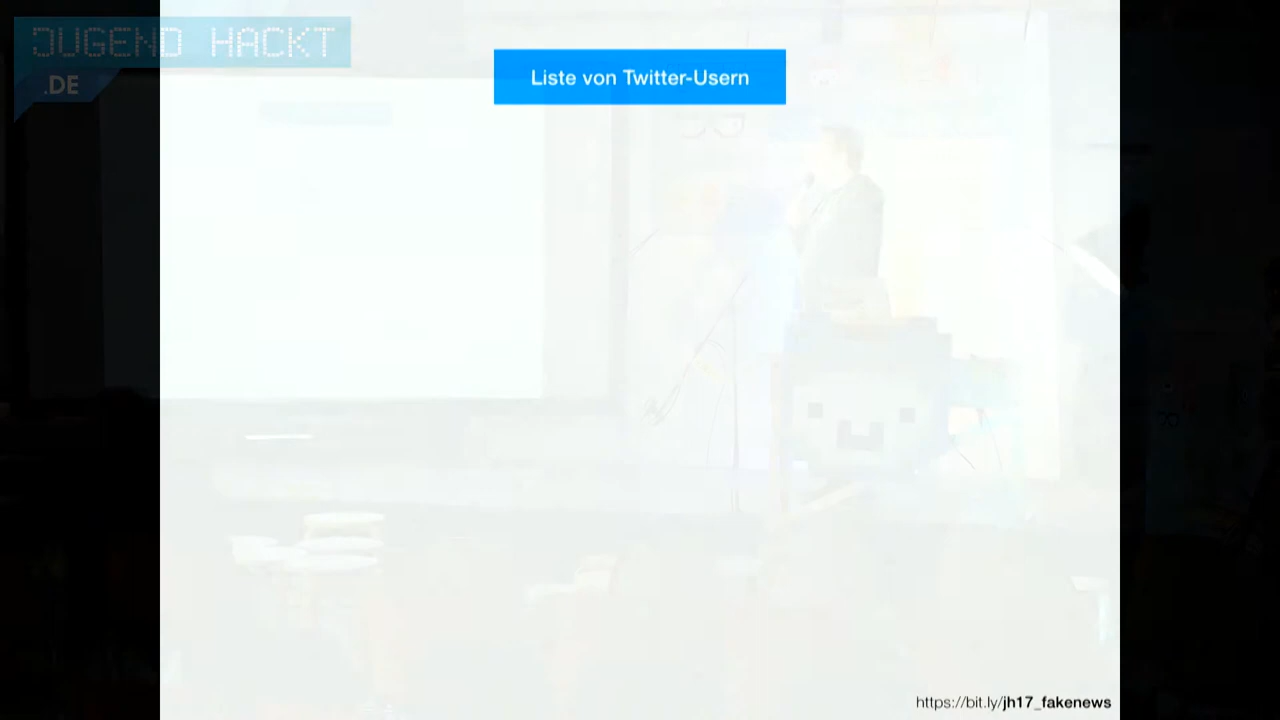 JUGEND HACKT
.DE
Liste von Twitter-Usern
https://bit.ly/jh17_fakenews